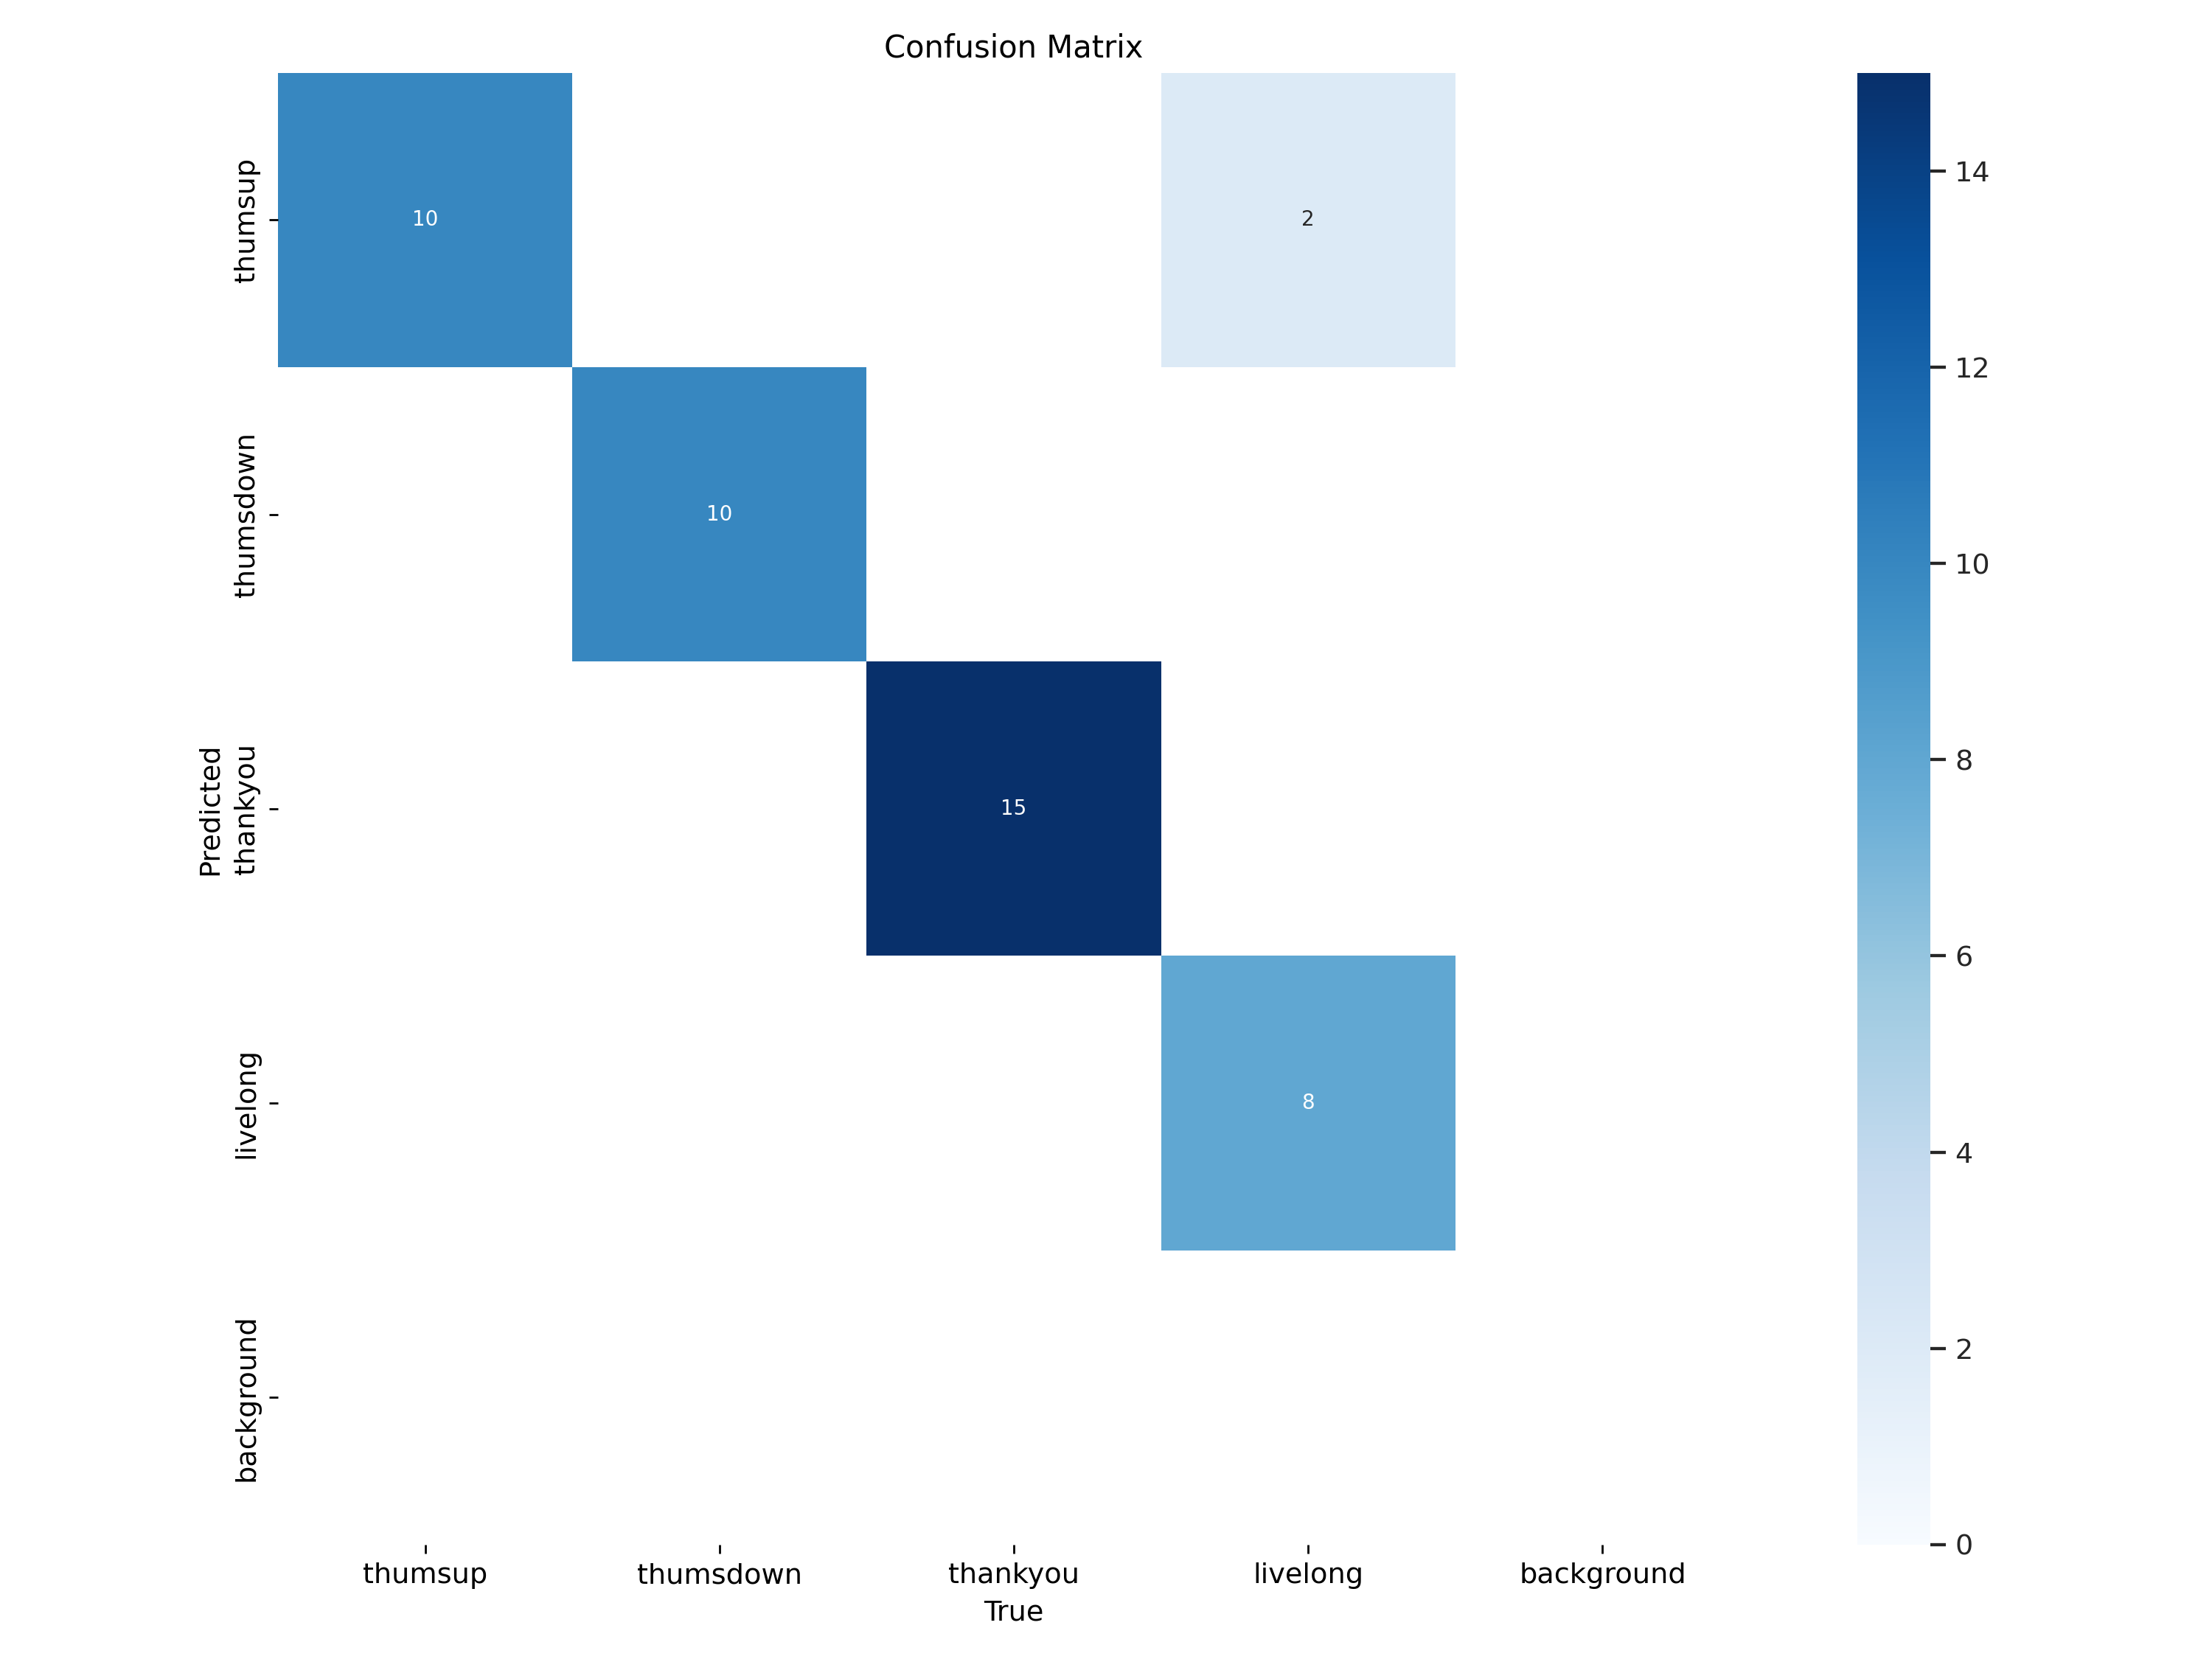 Confusion Matrix
thumsup
thumsdown
thankyou
livelong
background
Predicted
10
2
10
15
8
thumsup
thumsdown
thankyou
livelong
background
True
14
12
10
8
6
4
2
0